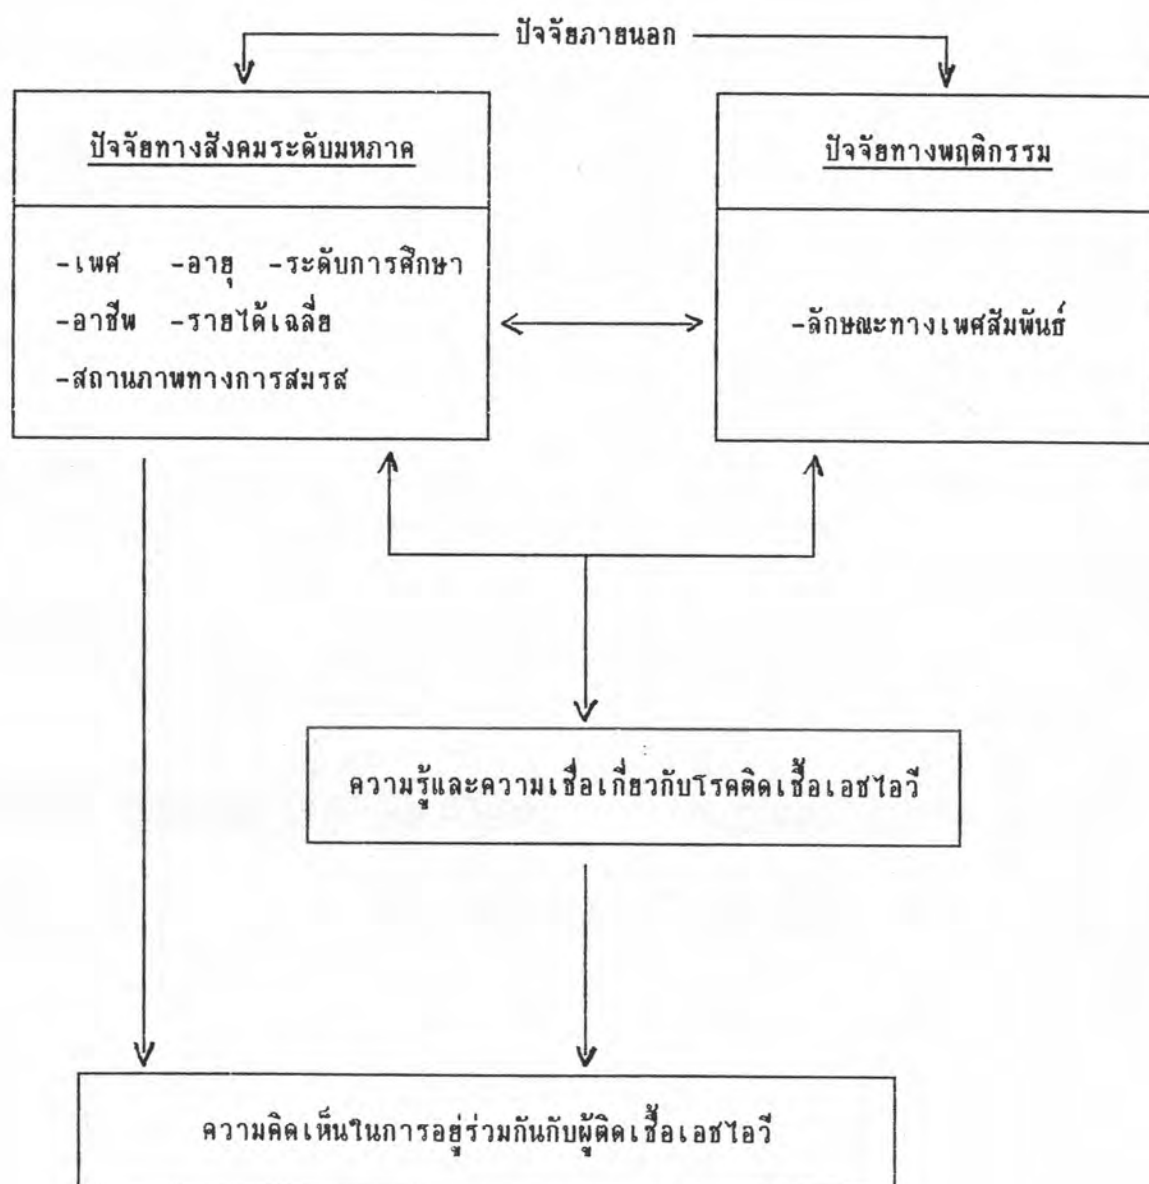 ปัจจัยภายนอก
ปัจจัยทางสังคมระดับมหภาค
ปัจจัยทางพฤติกรรม
-เพศ -อายุ -ระดับการศึกษา
-อาชีพ -รายได้เฉลี่ย
-สถานภาพทางการสมรส
-ลักษณะทางเพศสัมพันธ์
ความรู้และความเชื่อเกี่ยวกับโรคติดเชื้อเอชไอวี
ความคิดเห็นในการอยู่ร่วมกันกับผู้ติดเชื้อเอชไอวี